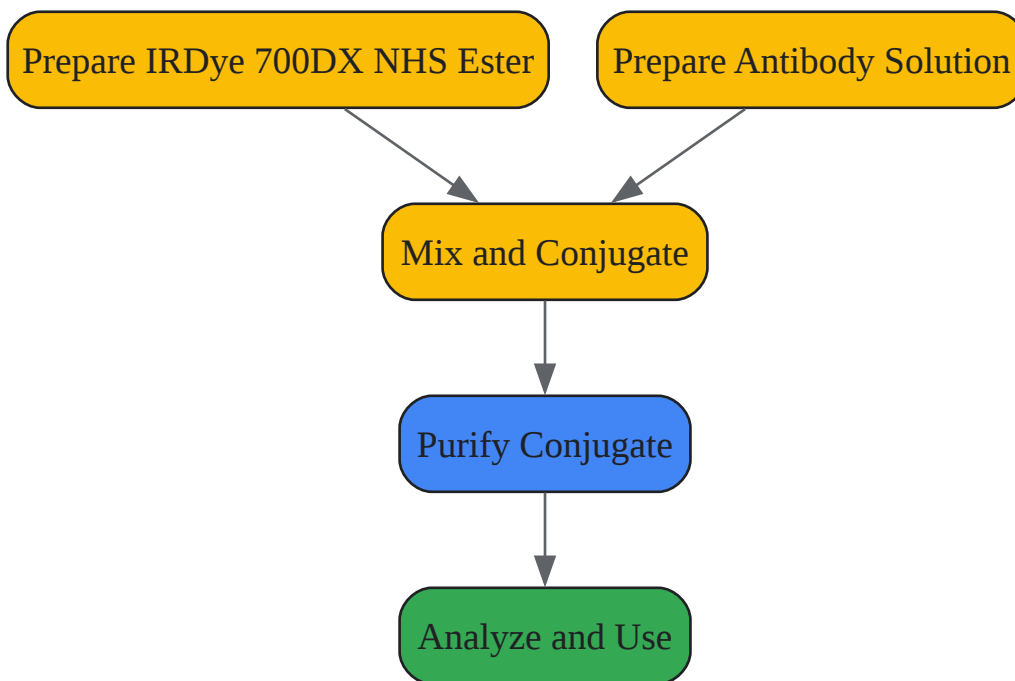 Prepare IRDye 700DX NHS Ester
Prepare Antibody Solution
Mix and Conjugate
Purify Conjugate
Analyze and Use